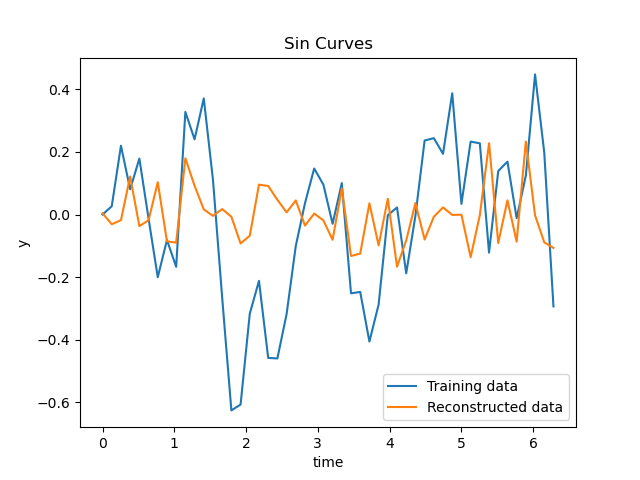 Sin Curves
y
0.4
0.2
0.0
−0.2
−0.4
−0.6
0 1 2 3 4 5 6
time
Training data
Reconstructed data